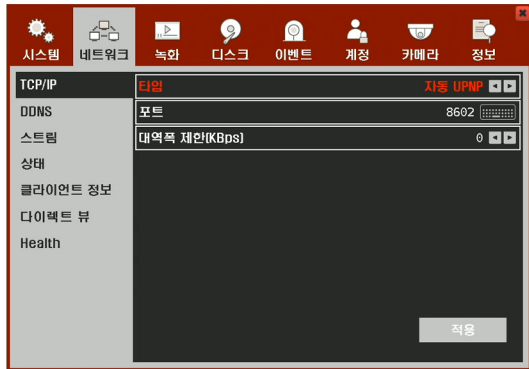 시스템 네트워크 녹화 디스크 이벤트 계정 카메라 정보
TCP/IP
타입 자동 UPNP
DDNS
포트 8602
스트림
대역폭 제한(KBps) 0
상태
클라이언트 정보
다이렉트 뷰
Health
적용